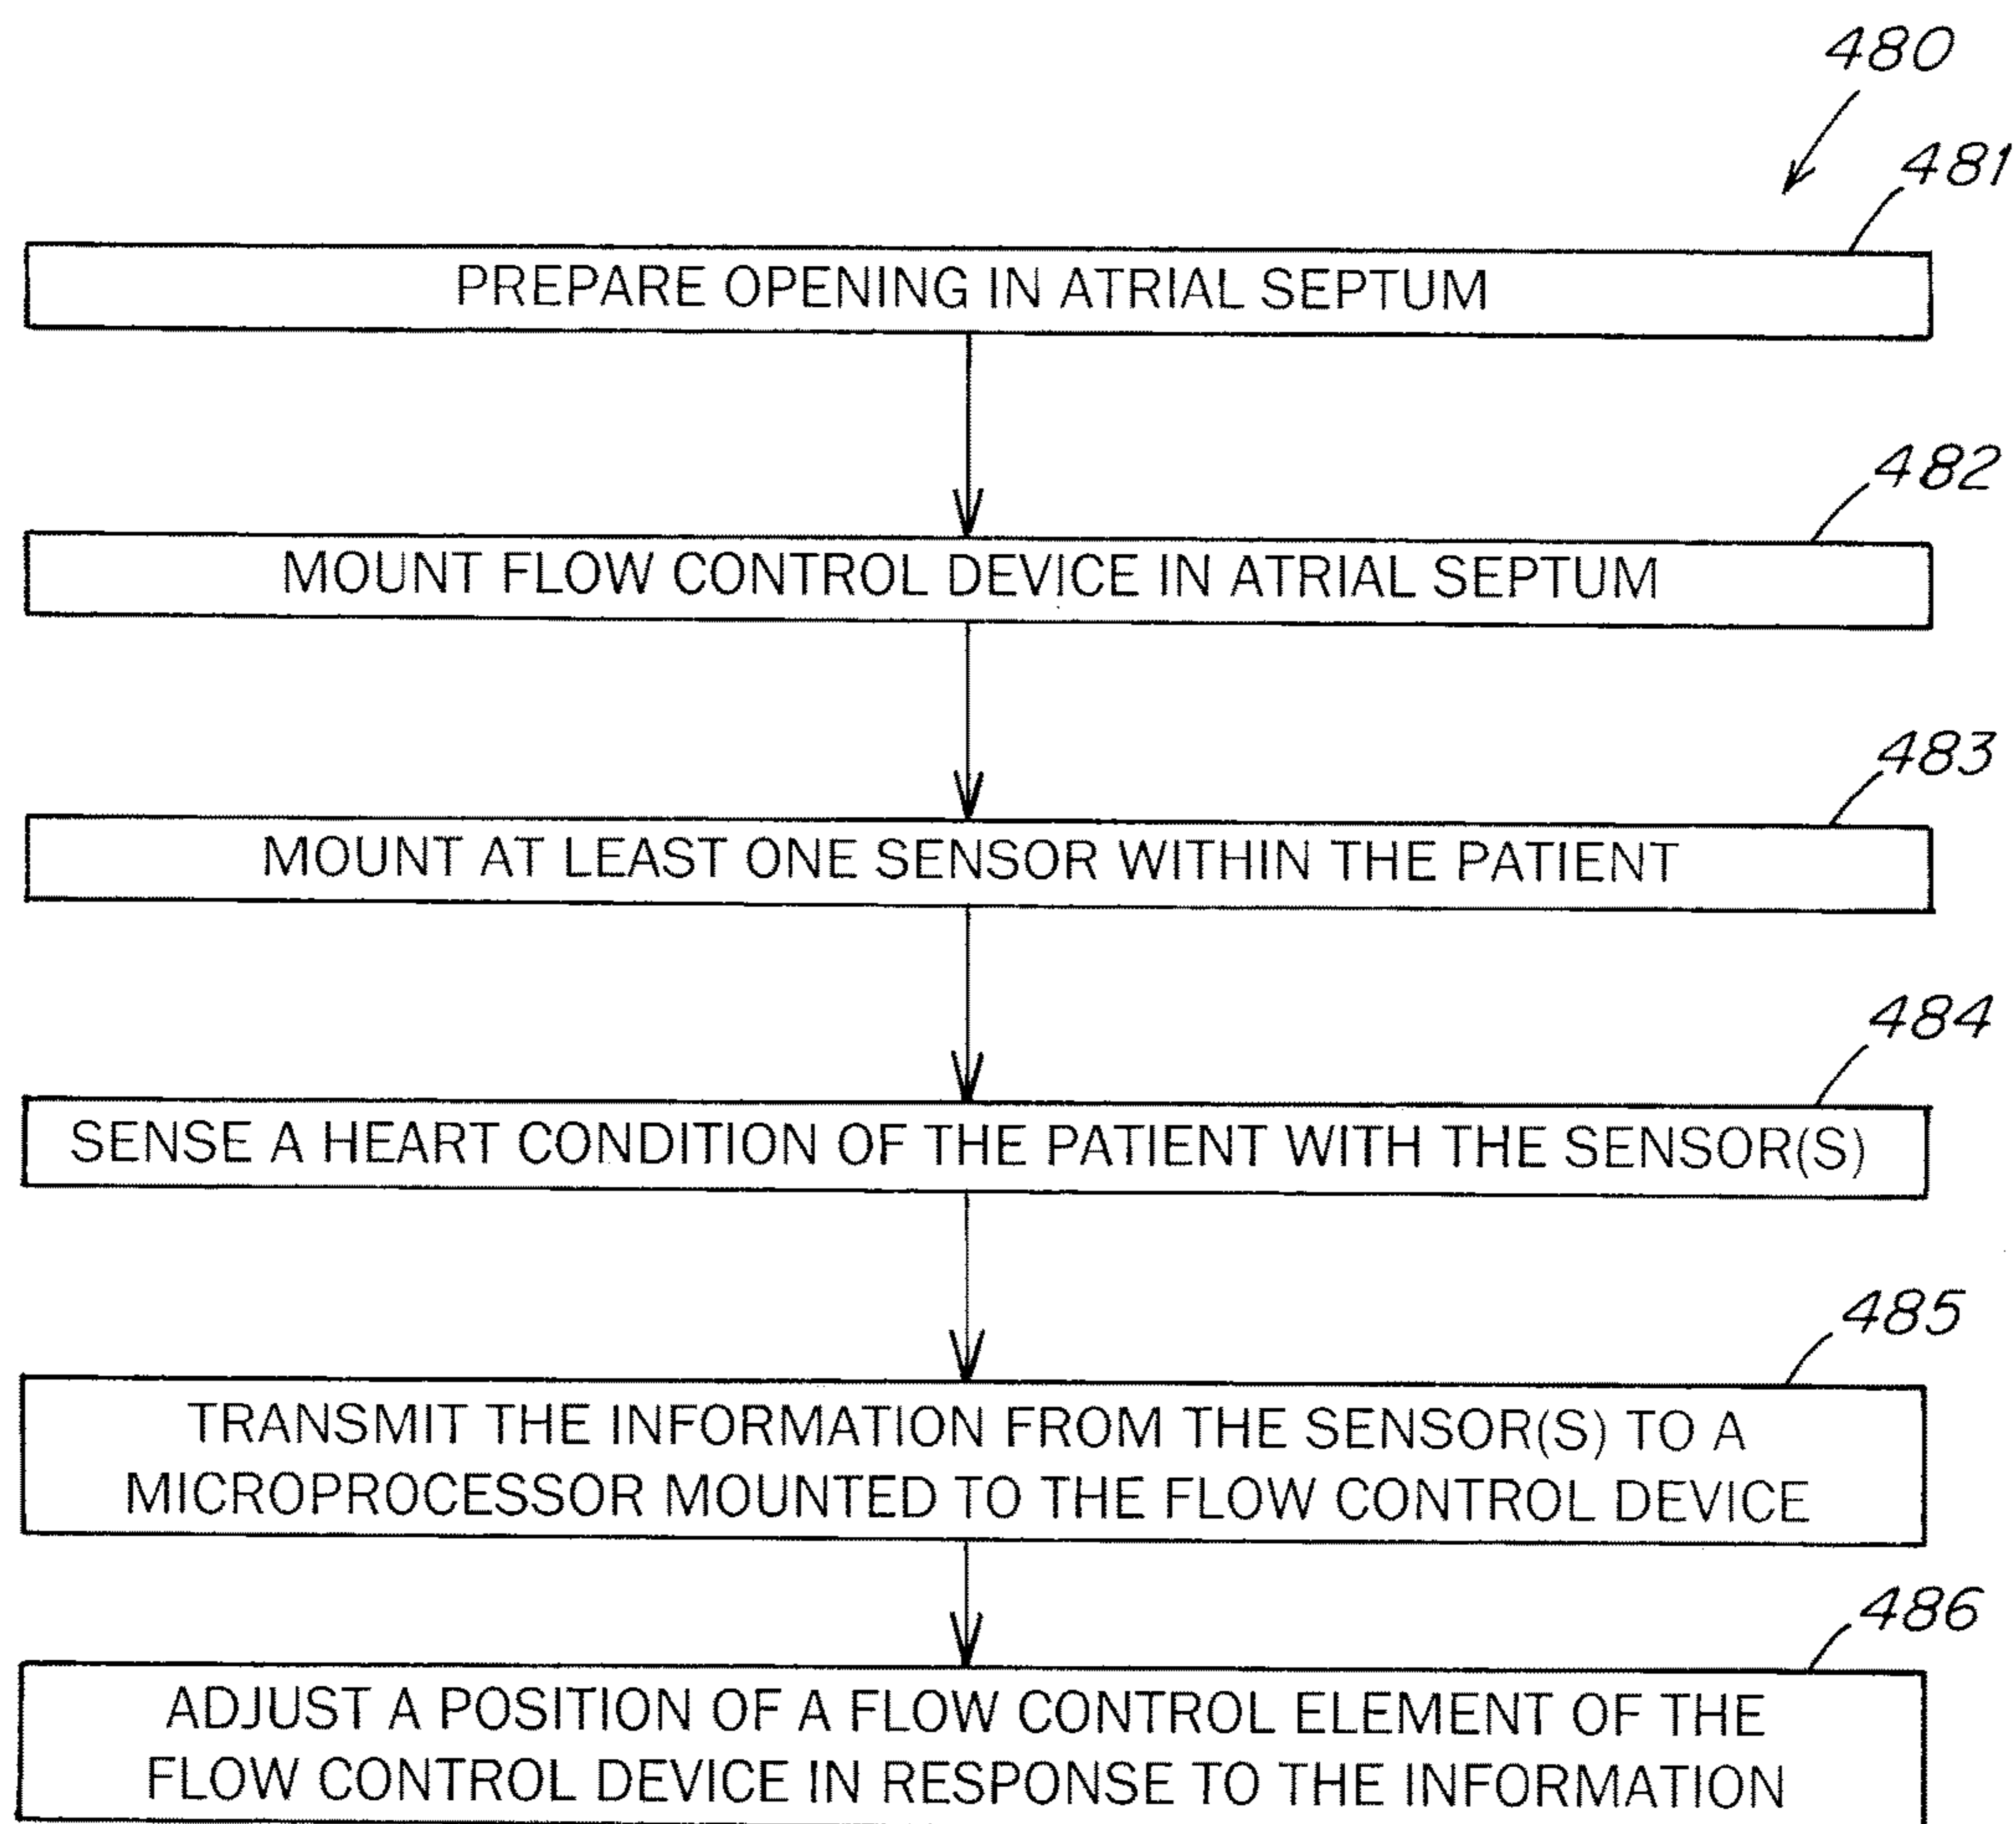 480
481
PREPARE OPENING IN ATRIAL SEPTUM
482
MOUNT FLOW CONTROL DEVICE IN ATRIAL SEPTUM
483
MOUNT AT LEAST ONE SENSOR WITHIN THE PATIENT
484
SENSE A HEART CONDITION OF THE PATIENT WITH THE SENSOR(S)
485
TRANSMIT THE INFORMATION FROM THE SENSOR(S) TO A
MICROPROCESSOR MOUNTED TO THE FLOW CONTROL DEVICE
486
ADJUST A POSITION OF A FLOW CONTROL ELEMENT OF THE
FLOW CONTROL DEVICE IN RESPONSE TO THE INFORMATION